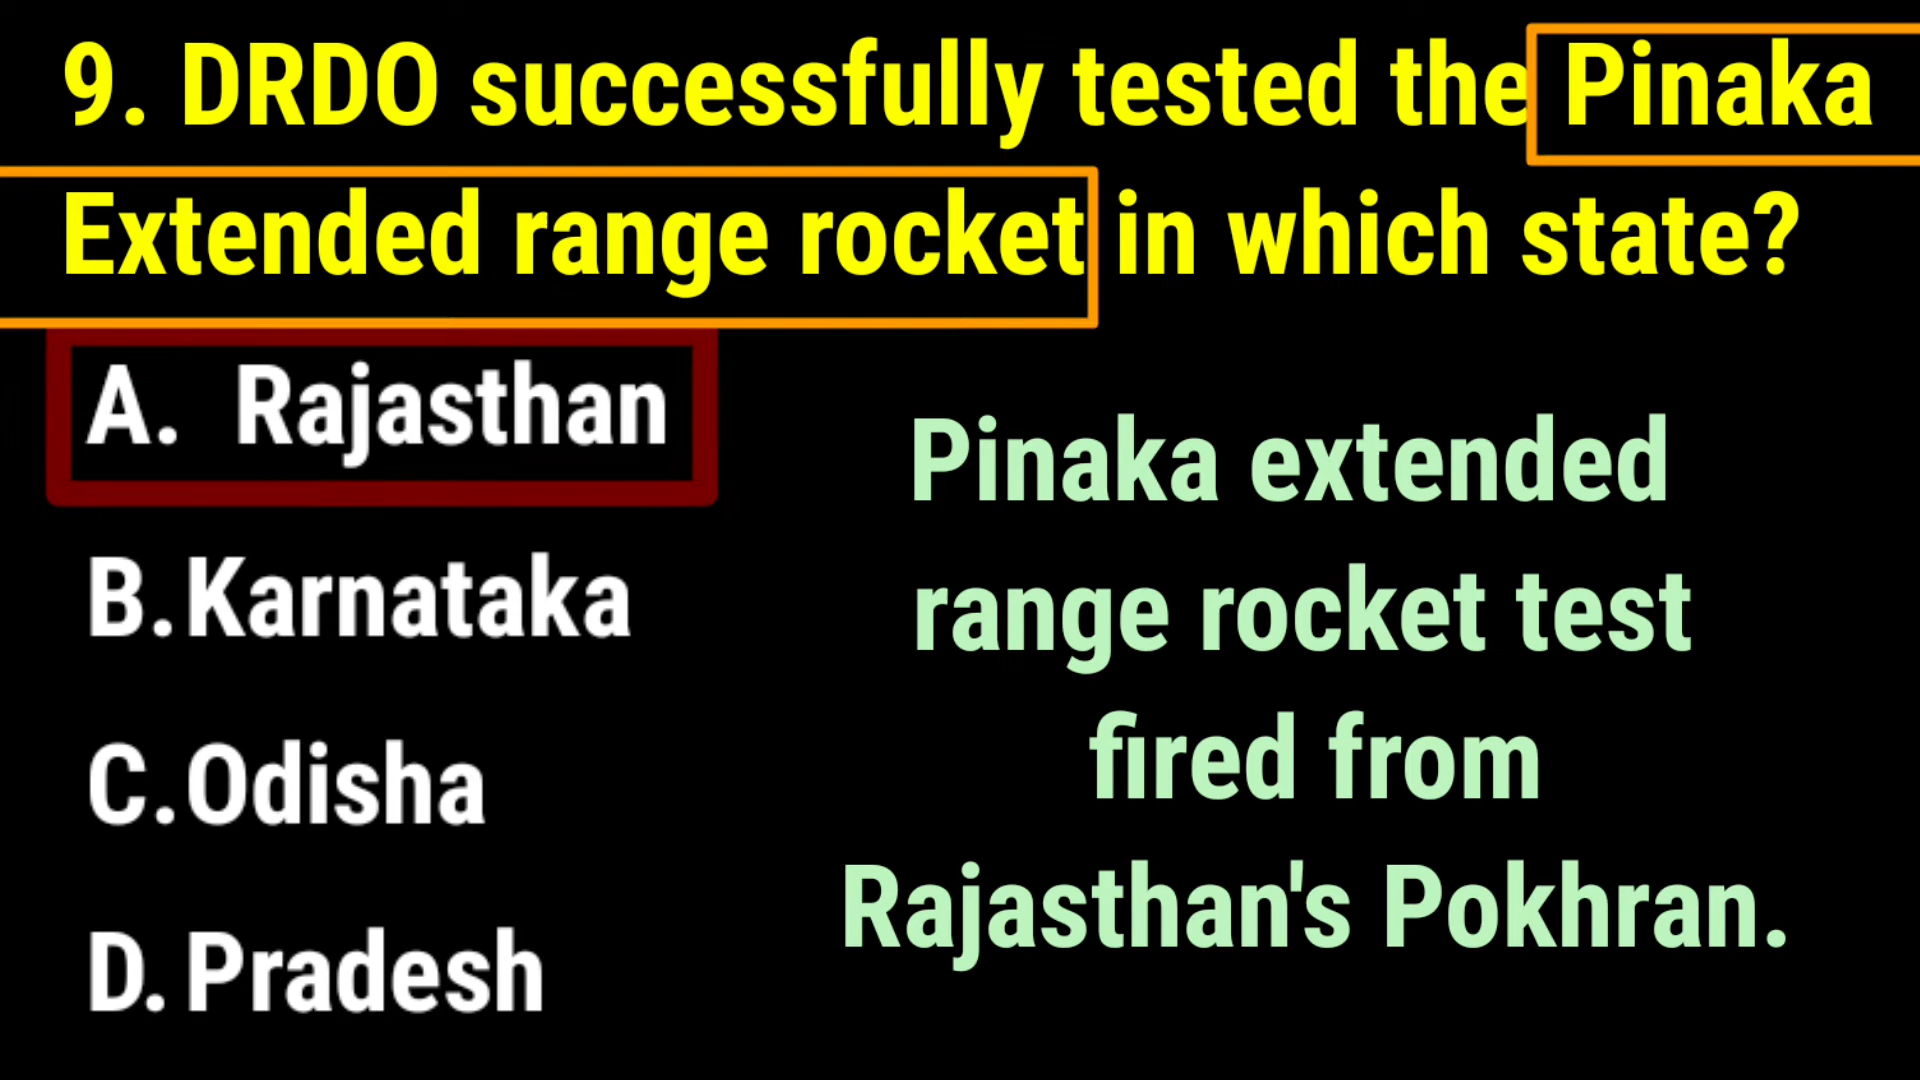 9. DRDO successfully tested the Pinaka
Extended range rocket in which state?
A. Rajasthan
B. Karnataka
C. Odisha
D. Pradesh
Pinaka extended
range rocket test
fired from
Rajasthan's Pokhran.